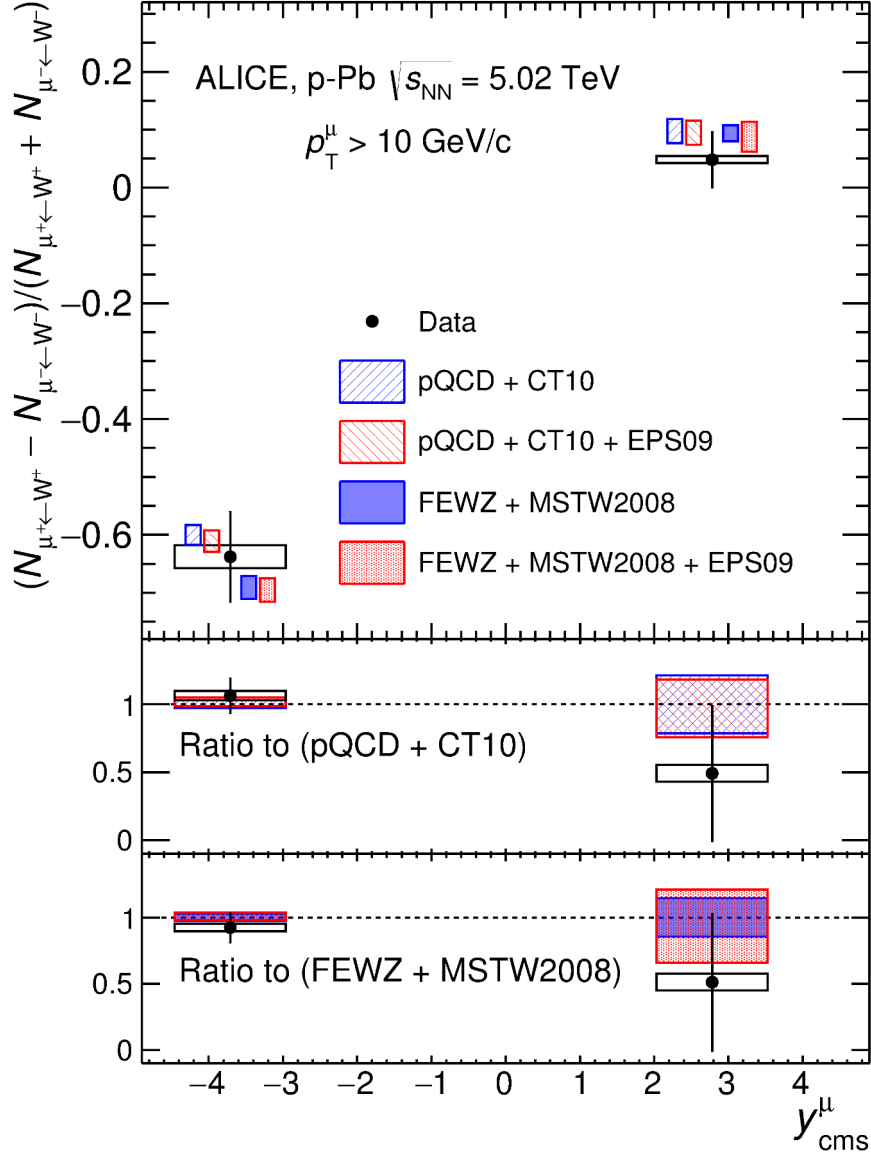 (N_μ⁺←W⁺ − N_μ⁻←W⁻)/(N_μ⁺←W⁺ + N_μ⁻←W⁻)
ALICE, p-Pb √s_NN = 5.02 TeV
p_T^μ > 10 GeV/c
0.2
0
−0.2
−0.4
−0.6
Data
pQCD + CT10
pQCD + CT10 + EPS09
FEWZ + MSTW2008
FEWZ + MSTW2008 + EPS09
1
0.5
0
Ratio to (pQCD + CT10)
1
0.5
0
Ratio to (FEWZ + MSTW2008)
−4 −3 −2 −1 0 1 2 3 4
y_cms^μ